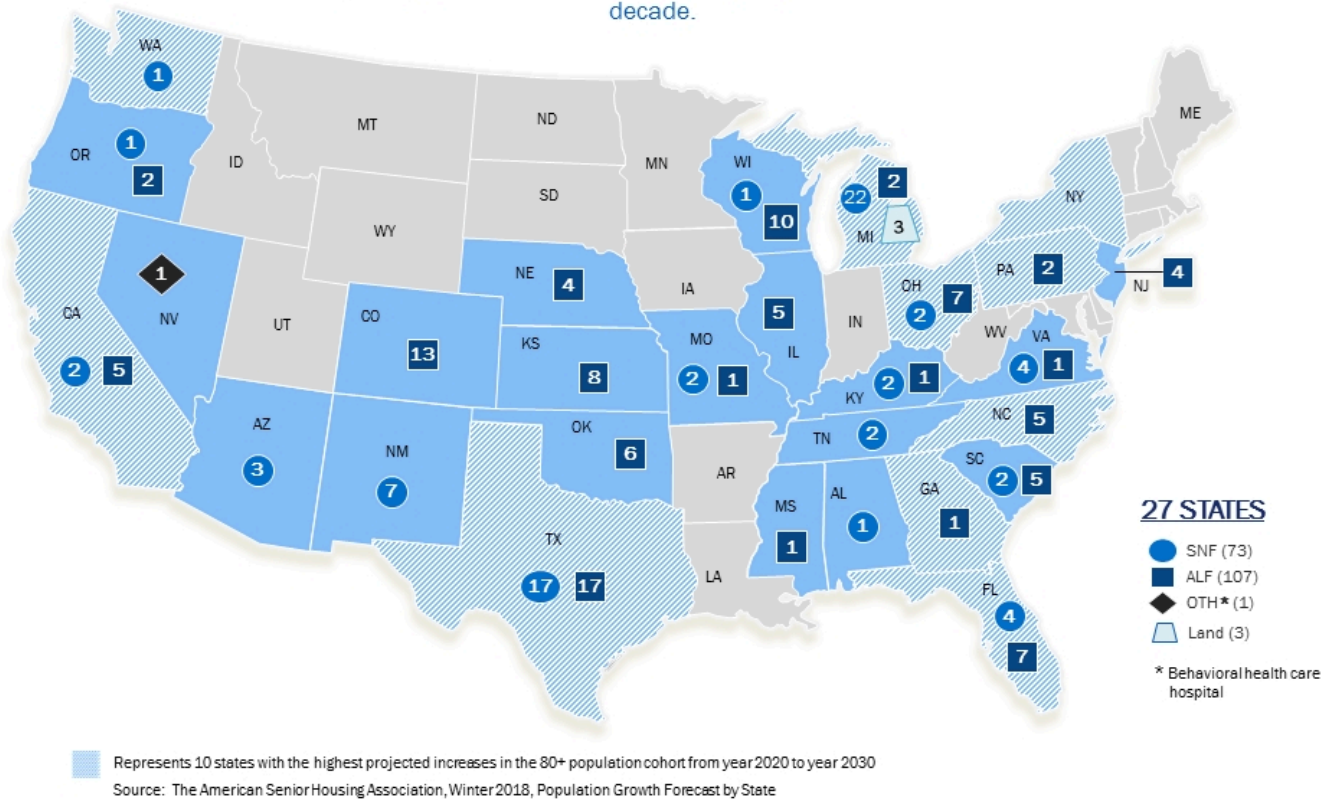 decade.
WA
1
MT
ND
MN
ME
OR
1
2
ID
SD
WI
1
10
22
2
MI
3
NY
WY
NE
4
IA
PA
2
NJ
4
1
NV
UT
CO
13
KS
8
MO
2
1
5
IL
IN
OH
2
7
WV
VA
4
1
CA
2
5
KY
2
1
AZ
3
NM
7
OK
6
AR
TN
2
NC
5
SC
2
5
MS
1
AL
1
GA
1
TX
17
17
LA
FL
4
7
27 STATES
SNF (73)
ALF (107)
OTH* (1)
Land (3)
* Behavioral health care
hospital
Represents 10 states with the highest projected increases in the 80+ population cohort from year 2020 to year 2030
Source: The American Senior Housing Association, Winter 2018, Population Growth Forecast by State